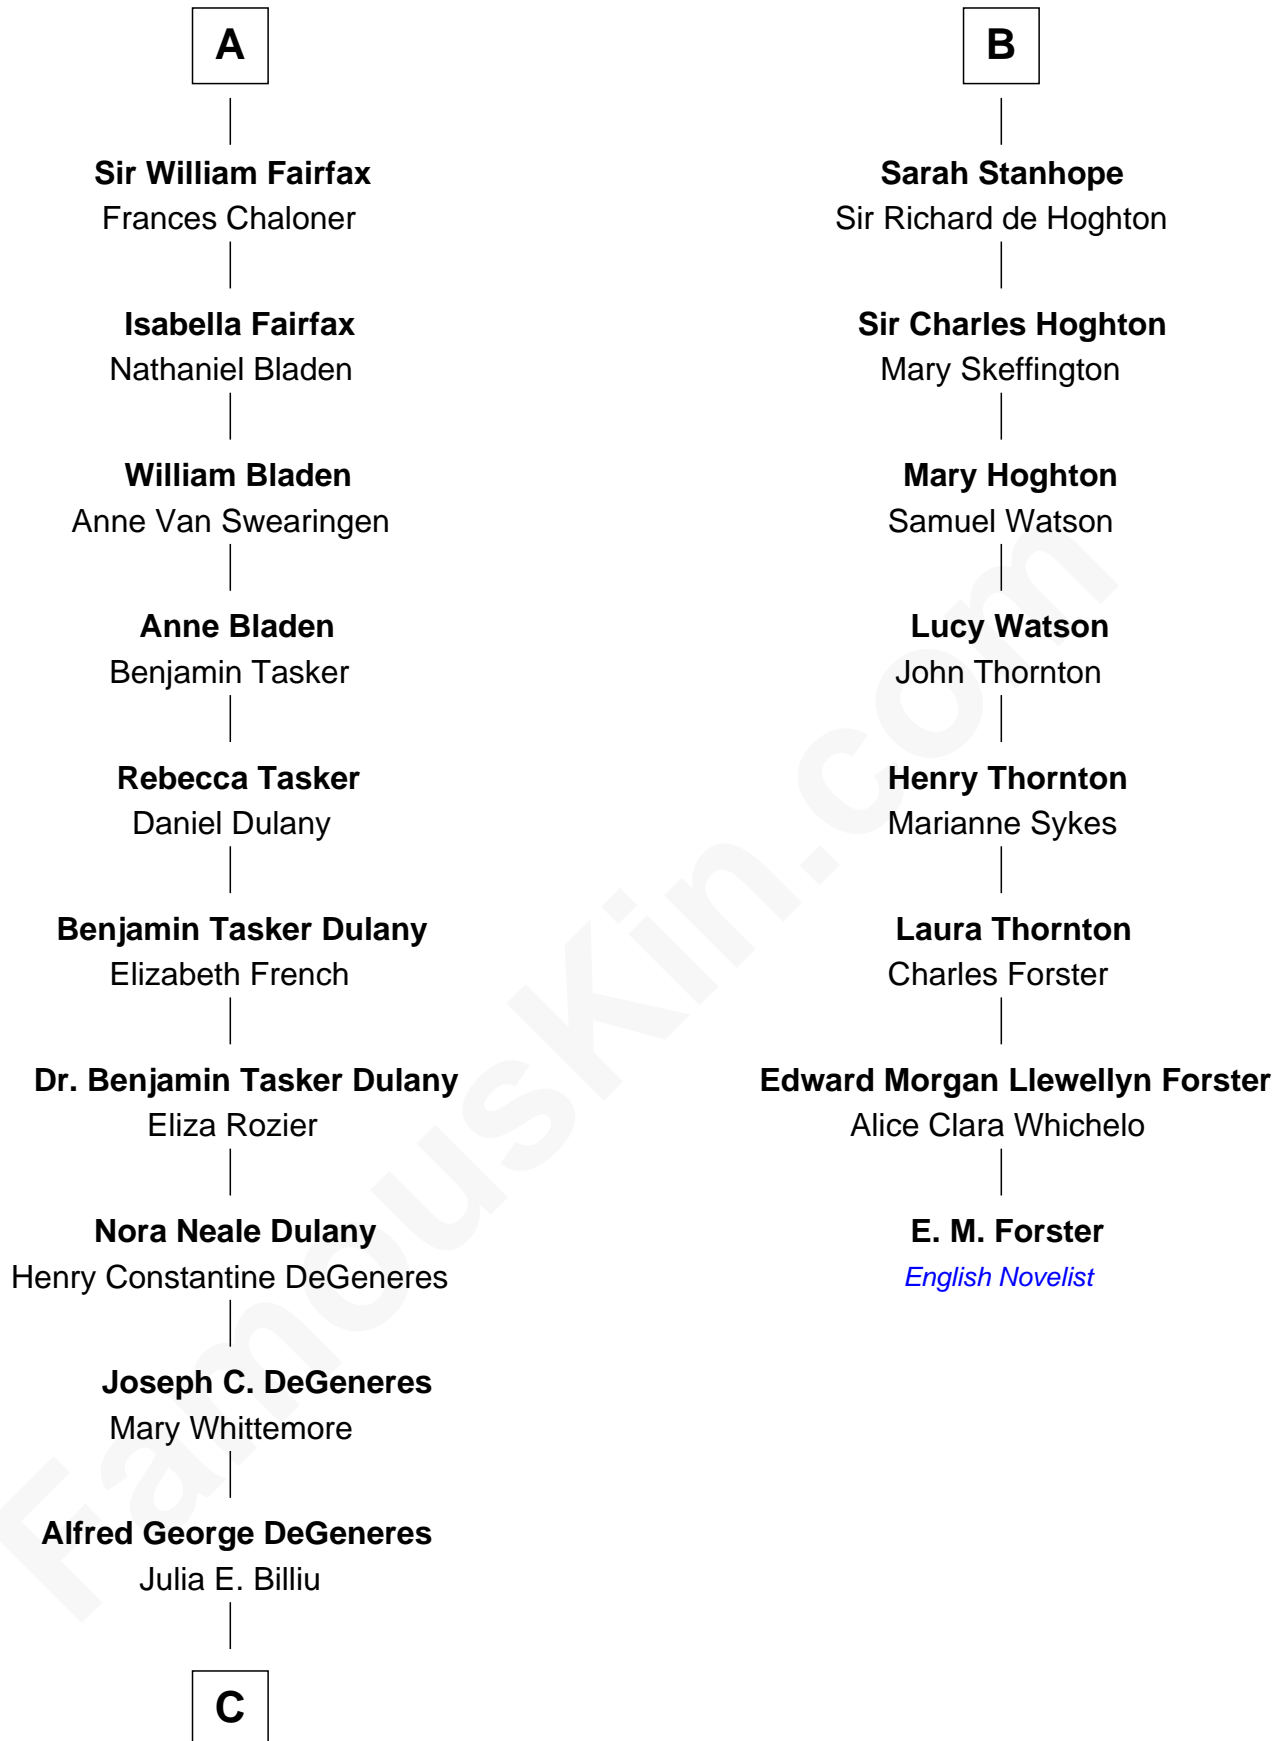 A
Sir William Fairfax
Frances Chaloner
Isabella Fairfax
Nathaniel Bladen
William Bladen
Anne Van Swearingen
Anne Bladen
Benjamin Tasker
Rebecca Tasker
Daniel Dulany
Benjamin Tasker Dulany
Elizabeth French
Dr. Benjamin Tasker Dulany
Eliza Rozier
Nora Neale Dulany
Henry Constantine DeGeneres
Joseph C. DeGeneres
Mary Whittemore
Alfred George DeGeneres
Julia E. Billiu
C
B
Sarah Stanhope
Sir Richard de Hoghton
Sir Charles Hoghton
Mary Skeffington
Mary Hoghton
Samuel Watson
Lucy Watson
John Thornton
Henry Thornton
Marianne Sykes
Laura Thornton
Charles Forster
Edward Morgan Llewellyn Forster
Alice Clara Whichelo
E. M. Forster
English Novelist
FamousKin.com